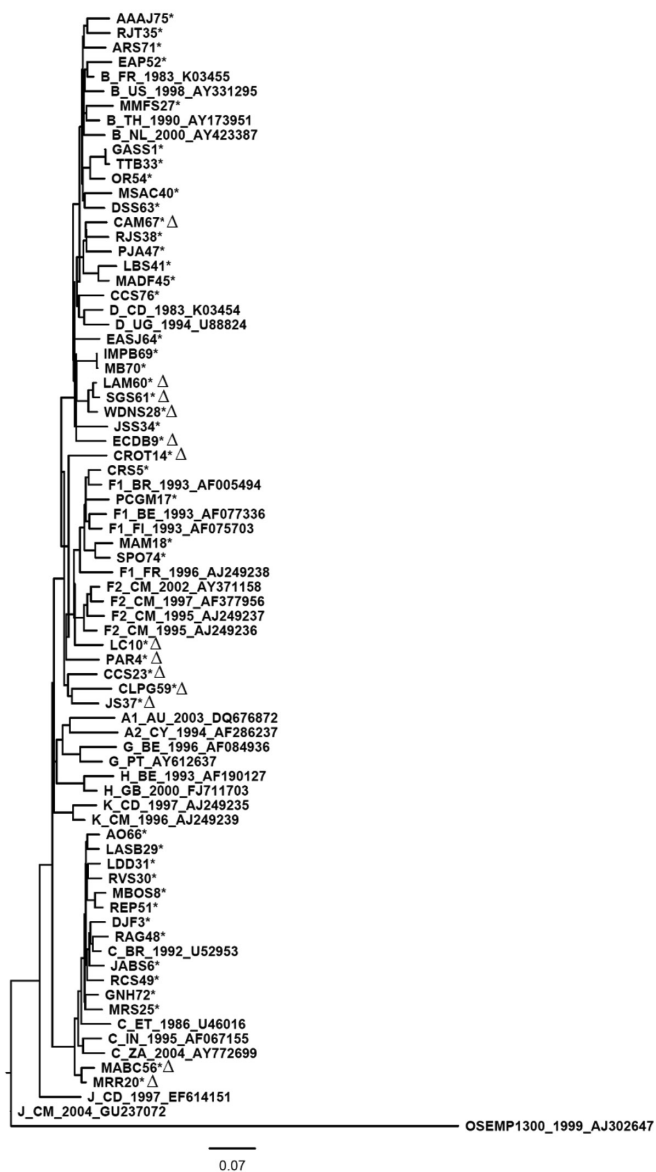 AAAJ75*
RJT35*
ARS71*
EAP52*
B_FR_1983_K03455
B_US_1998_AY331295
MMFS27*
B_TH_1990_AY173951
B_NL_2000_AY423387
GASS1*
TTB33*
OR54*
MSAC40*
DSS63*
CAM67* Δ
RJS38*
PJA47*
LBS41*
MADF45*
CCS76*
D_CD_1983_K03454
D_UG_1994_U88824
EASJ64*
IMPB69*
MB70*
LAM60* Δ
SGS61* Δ
WDNS28* Δ
JSS34*
ECDB9* Δ
CROT14* Δ
CRS5*
F1_BR_1993_AF005494
PCGM17*
F1_BE_1993_AF077336
F1_FI_1993_AF075703
MAM18*
SPO74*
F1_FR_1996_AJ249238
F2_CM_2002_AY371158
F2_CM_1997_AF377956
F2_CM_1995_AJ249237
F2_CM_1995_AJ249236
LC10* Δ
PAR4* Δ
CCS23* Δ
CLPG59* Δ
JS37* Δ
A1_AU_2003_DQ676872
A2_CY_1994_AF286237
G_BE_1996_AF084936
G_PT_AY612637
H_BE_1993_AF190127
H_GB_2000_FJ711703
K_CD_1997_AJ249235
K_CM_1996_AJ249239
AO66*
LASB29*
LDD31*
RVS30*
MBOS8*
REP51*
DJF3*
RAG48*
C_BR_1992_U52953
JABS6*
RCS49*
GNH72*
MRS25*
C_ET_1986_U46016
C_IN_1995_AF067155
C_ZA_2004_AY772699
MABC56* Δ
MRR20* Δ
J_CD_1997_EF614151
J_CM_2004_GU237072
OSEMP1300_1999_AJ302647
0.07